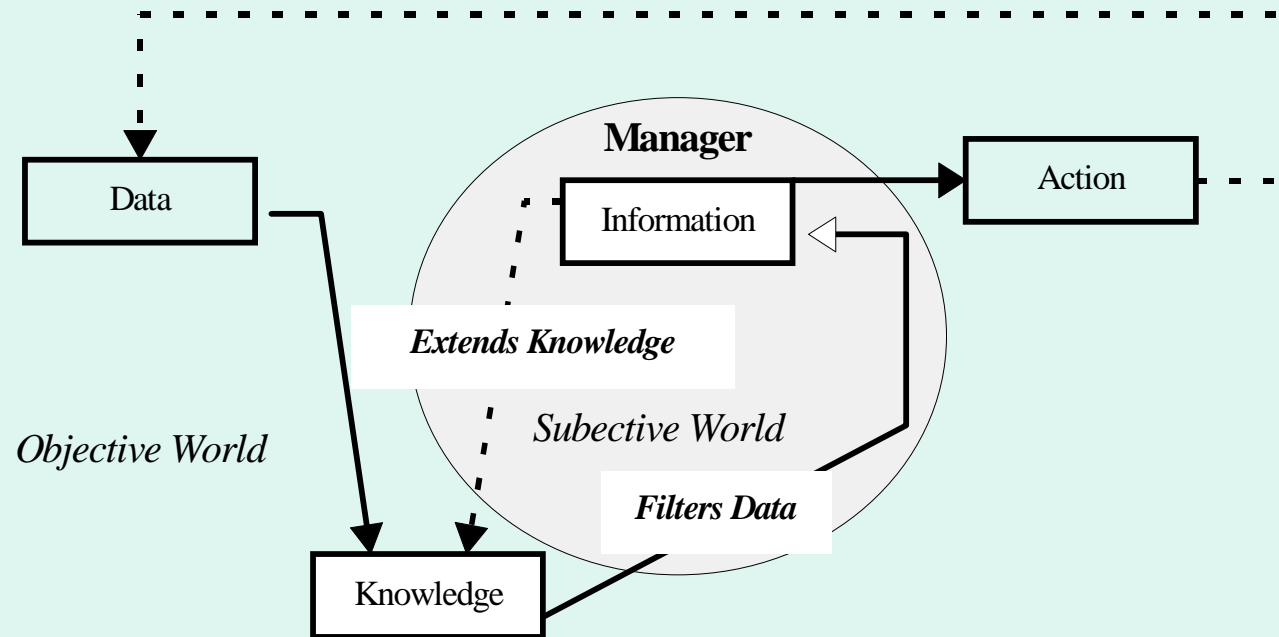 Manager
Data
Information
Action
Extends Knowledge
Subective World
Objective World
Filters Data
Knowledge